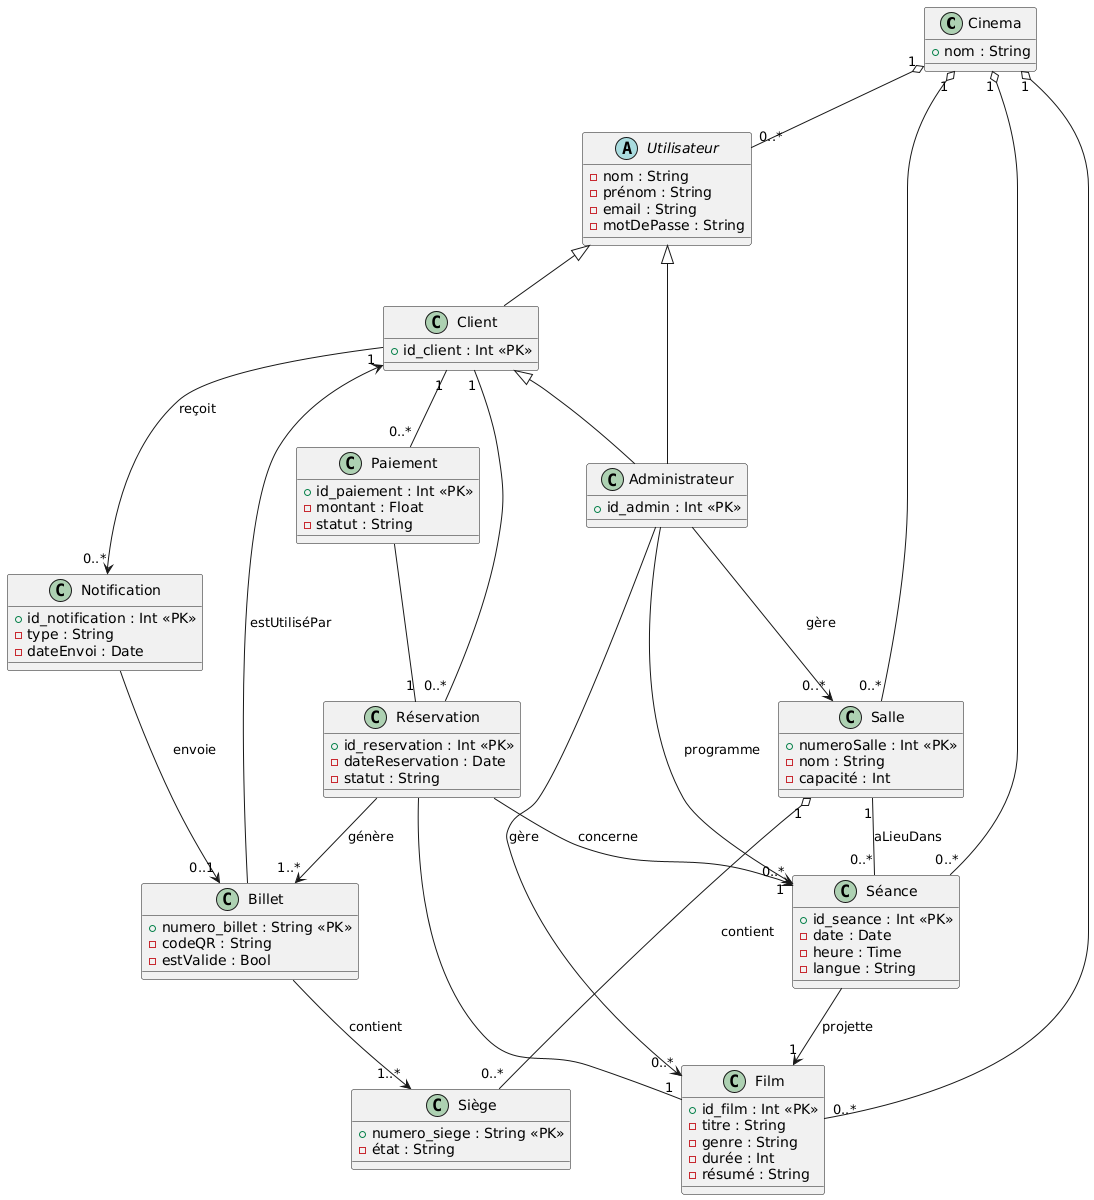 C Cinema
nom : String
1
1
1
1
0..*
A Utilisateur
nom : String
prénom : String
email : String
motDePasse : String
C Client
id_client : Int «PK»
1
1
1
reçoit
0..*
C Paiement
id_paiement : Int «PK»
montant : Float
statut : String
C Administrateur
id_admin : Int «PK»
0..*
C Notification
id_notification : Int «PK»
type : String
dateEnvoi : Date
estUtiliséPar
gère
1
0..*
0..*
0..*
C Réservation
id_reservation : Int «PK»
dateReservation : Date
statut : String
C Salle
numeroSalle : Int «PK»
nom : String
capacité : Int
envoie
programme
1
1
génère
gère
concerne
aLieuDans
0..1
1..*
0..*
1
0..*
0..*
C Billet
numero_billet : String «PK»
codeQR : String
estValide : Bool
C Séance
id_seance : Int «PK»
date : Date
heure : Time
langue : String
contient
contient
projette
1..*
0..*
0..*
1
1
0..*
C Siège
numero_siege : String «PK»
état : String
C Film
id_film : Int «PK»
titre : String
genre : String
durée : Int
résumé : String